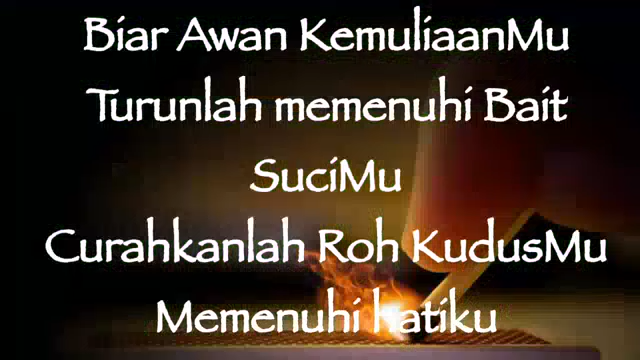 Biar Awan KemuliaanMu
Turunlah memenuhi Bait
SuciMu
Curahkanlah Roh KudusMu
Memenuhi hatiku